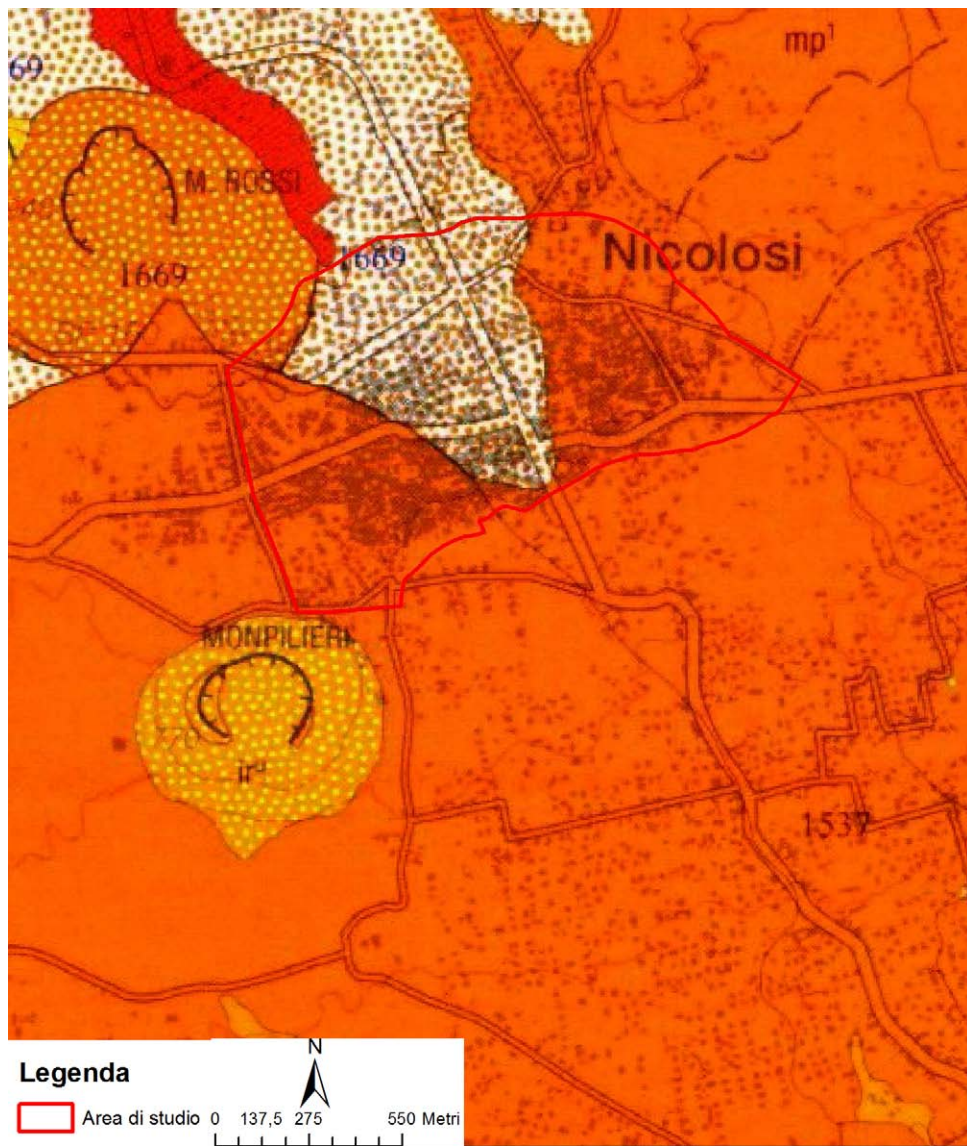 mp¹
69
M. ROSSI
1669
Nicolosi
1669
MONPILIERI
1537
Legenda
N
Area di studio 0 137,5 275 550 Metri